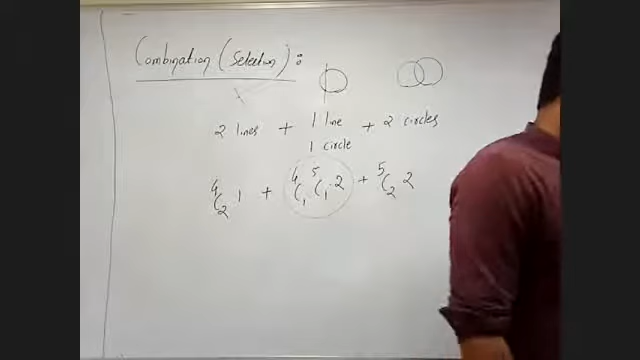 Combination (Selection) :
2 lines + 1 line + 2 circles
1 circle
⁴C₂ 1 + ⁴C₁ ⁵C₁ 2 + ⁵C₂ 2